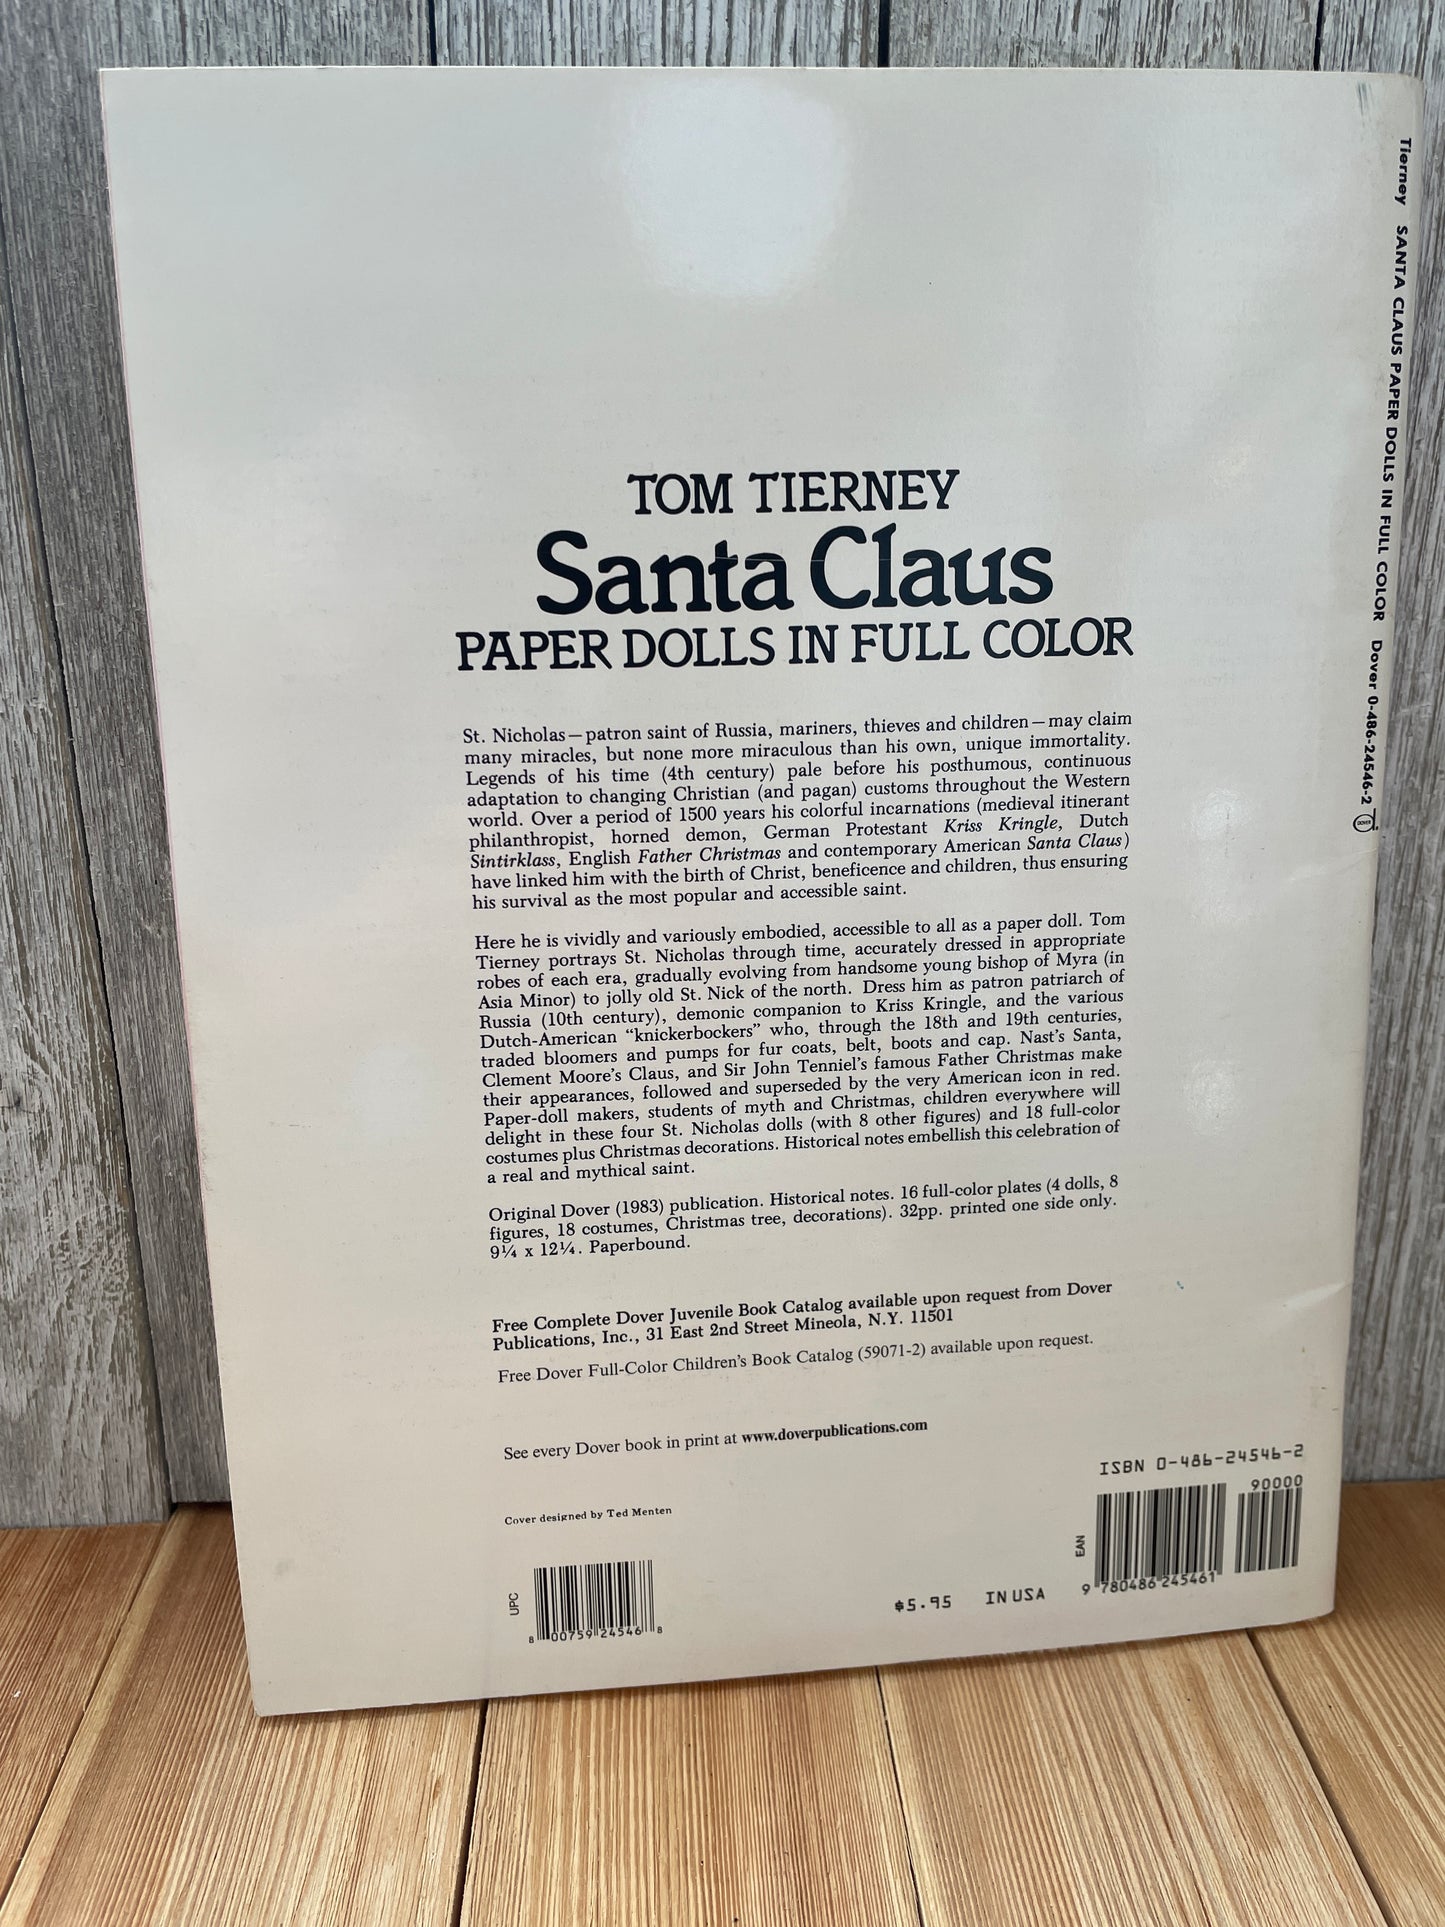 TOM TIERNEY
Santa Claus
PAPER DOLLS IN FULL COLOR
St. Nicholas—patron saint of Russia, mariners, thieves and children—may claim
many miracles, but none more miraculous than his own, unique immortality.
Legends of his time (4th century) pale before his posthumous, continuous
adaptation to changing Christian (and pagan) customs throughout the Western
world. Over a period of 1500 years his colorful incarnations (medieval itinerant
philanthropist, horned demon, German Protestant Kriss Kringle, Dutch
Sintirklass, English Father Christmas and contemporary American Santa Claus)
have linked him with the birth of Christ, beneficence and children, thus ensuring
his survival as the most popular and accessible saint.
Here he is vividly and variously embodied, accessible to all as a paper doll. Tom
Tierney portrays St. Nicholas through time, accurately dressed in appropriate
robes of each era, gradually evolving from handsome young bishop of Myra (in
Asia Minor) to jolly old St. Nick of the north. Dress him as patron patriarch of
Russia (10th century), demonic companion to Kriss Kringle, and the various
Dutch-American “knickerbockers” who, through the 18th and 19th centuries,
traded bloomers and pumps for fur coats, belt, boots and cap. Nast’s Santa,
Clement Moore’s Claus, and Sir John Tenniel’s famous Father Christmas make
their appearances, followed and superseded by the very American icon in red.
Paper-doll makers, students of myth and Christmas, children everywhere will
delight in these four St. Nicholas dolls (with 8 other figures) and 18 full-color
costumes plus Christmas decorations. Historical notes embellish this celebration of
a real and mythical saint.
Original Dover (1983) publication. Historical notes. 16 full-color plates (4 dolls, 8
figures, 18 costumes, Christmas tree, decorations). 32pp. printed one side only.
9¼ x 12¼. Paperbound.
Free Complete Dover Juvenile Book Catalog available upon request from Dover
Publications, Inc., 31 East 2nd Street Mineola, N.Y. 11501
Free Dover Full-Color Children’s Book Catalog (59071-2) available upon request.
See every Dover book in print at www.doverpublications.com
Cover designed by Ted Menten
UPC
8 00759 24546 8
$5.95 IN USA
ISBN 0-486-24546-2
90000
EAN
9 780486 245461
Tierney SANTA CLAUS PAPER DOLLS IN FULL COLOR Dover 0-486-24546-2
DOVER